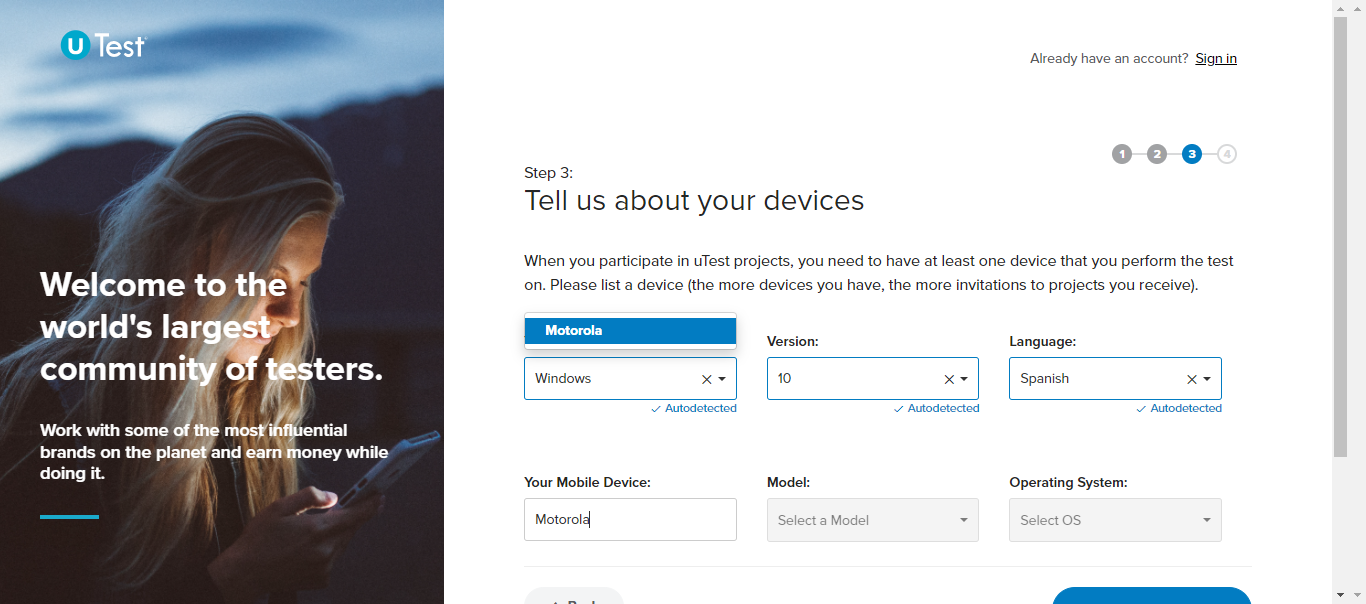 U Test
Already have an account? Sign in
1 2 3 4
Step 3:
Tell us about your devices
When you participate in uTest projects, you need to have at least one device that you perform the test
on. Please list a device (the more devices you have, the more invitations to projects you receive).
Welcome to the
world's largest
community of testers.
Work with some of the most influential
brands on the planet and earn money while
doing it.
Motorola
Version:
Language:
Windows
10
Spanish
Autodetected
Autodetected
Autodetected
Your Mobile Device:
Model:
Operating System:
Motorola
Select a Model
Select OS